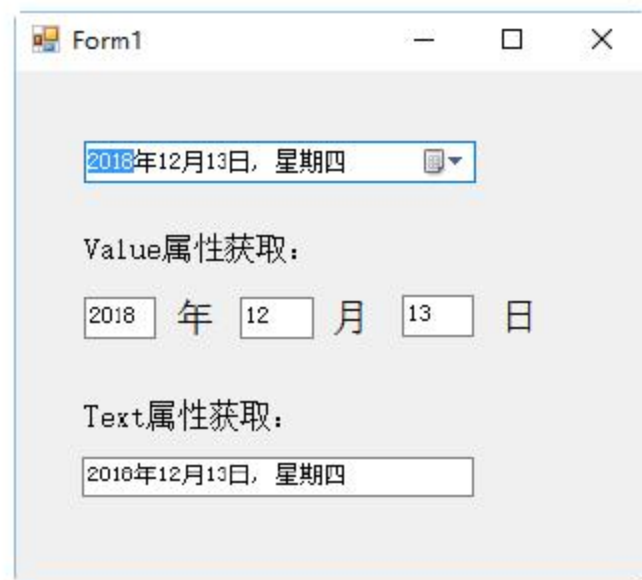 Form1
2018年12月13日, 星期四
Value属性获取:
2018 年 12 月 13 日
Text属性获取:
2018年12月13日, 星期四